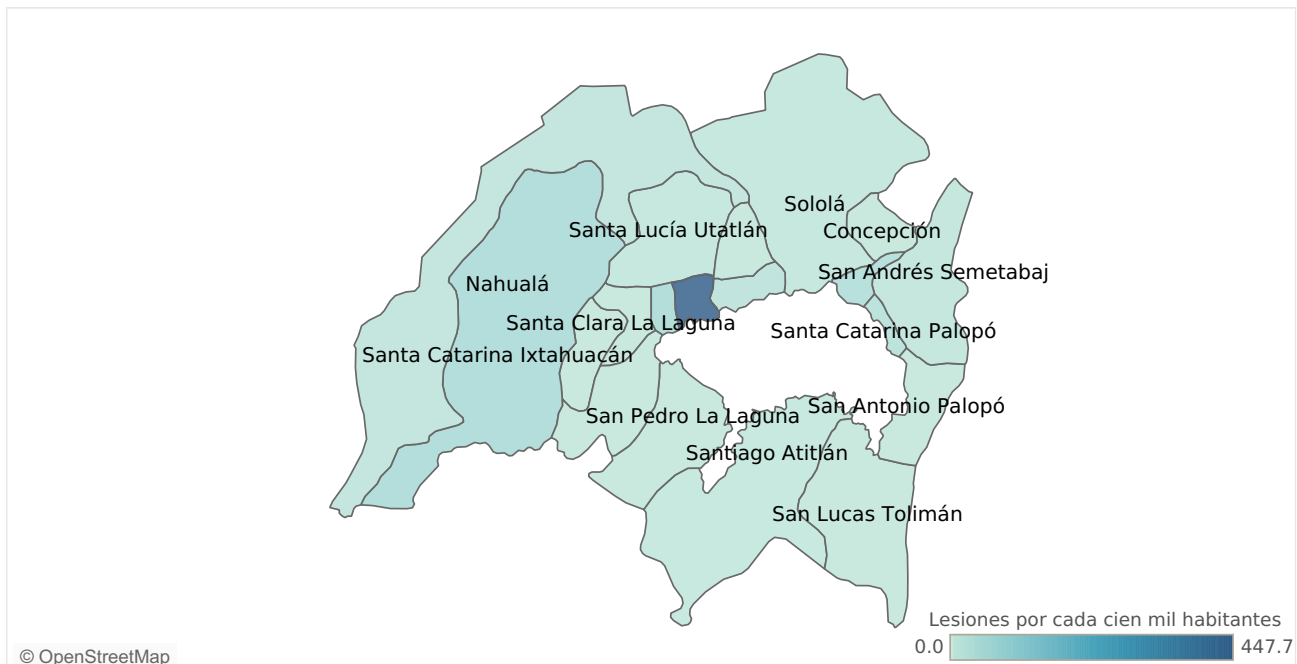 Sololá
Santa Lucía Utatlán
Concepción
San Andrés Semetabaj
Nahualá
Santa Clara La Laguna
Santa Catarina Palopó
Santa Catarina Ixtahuacán
San Antonio Palopó
San Pedro La Laguna
Santiago Atitlán
San Lucas Tolimán
Lesiones por cada cien mil habitantes
0.0 447.7
© OpenStreetMap